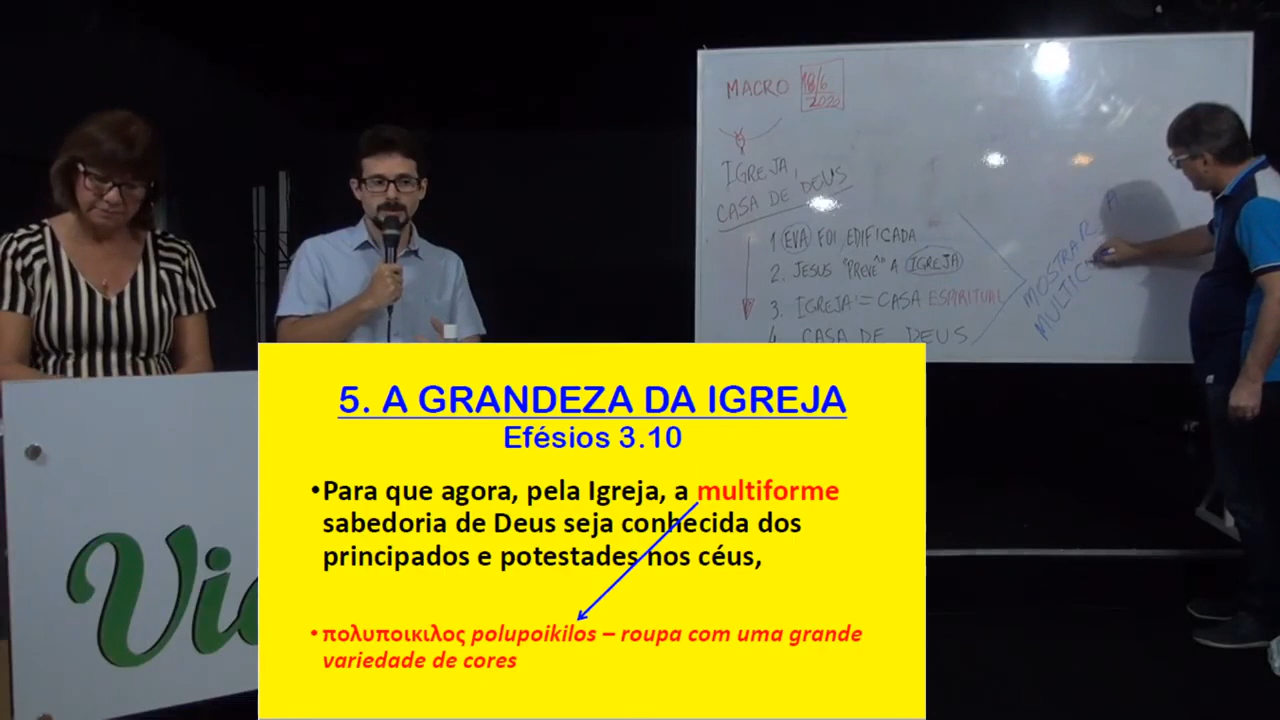 MACRO 18/6
2020
IGREJA,
CASA DE DEUS
1 EVA FOI EDIFICADA
2. JESUS "PREVÊ" A IGREJA
3. IGREJA = CASA ESPIRITUAL
4 CASA DE DEUS
MOSTRAR A
MULTIC
5. A GRANDEZA DA IGREJA
Efésios 3.10
•Para que agora, pela Igreja, a multiforme
sabedoria de Deus seja conhecida dos
principados e potestades nos céus,
• πολυποικιλος polupoikilos – roupa com uma grande
variedade de cores